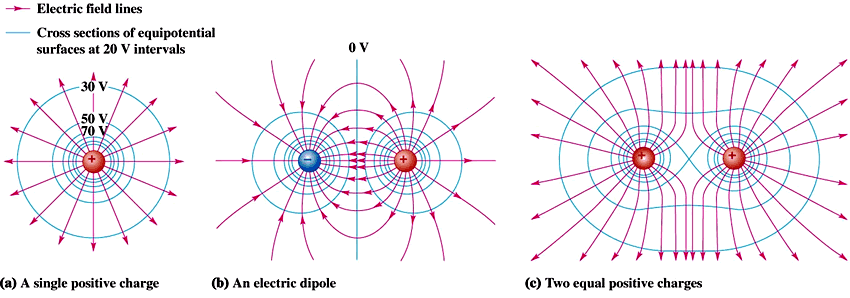 Electric field lines
Cross sections of equipotential
surfaces at 20 V intervals
30 V
50 V
70 V
+
0 V
−
+
+
+
(a) A single positive charge
(b) An electric dipole
(c) Two equal positive charges